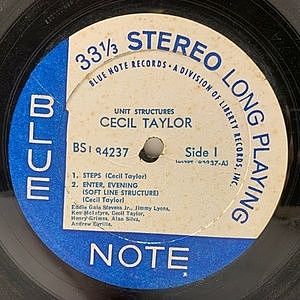 33⅓ STEREO LONG PLAYING
BLUE NOTE RECORDS • A DIVISION OF LIBERTY RECORDS, INC.
UNIT STRUCTURES
CECIL TAYLOR
84237
Side 1
1. STEPS (Cecil Taylor)
2. ENTER, EVENING
(SOFT LINE STRUCTURE)
(Cecil Taylor)
Eddie Gale Stevens Jr., Jimmy Lyons,
Ken McIntyre, Cecil Taylor,
Henry Grimes, Alan Silva,
Andrew Cyrille.
BLUE
NOTE